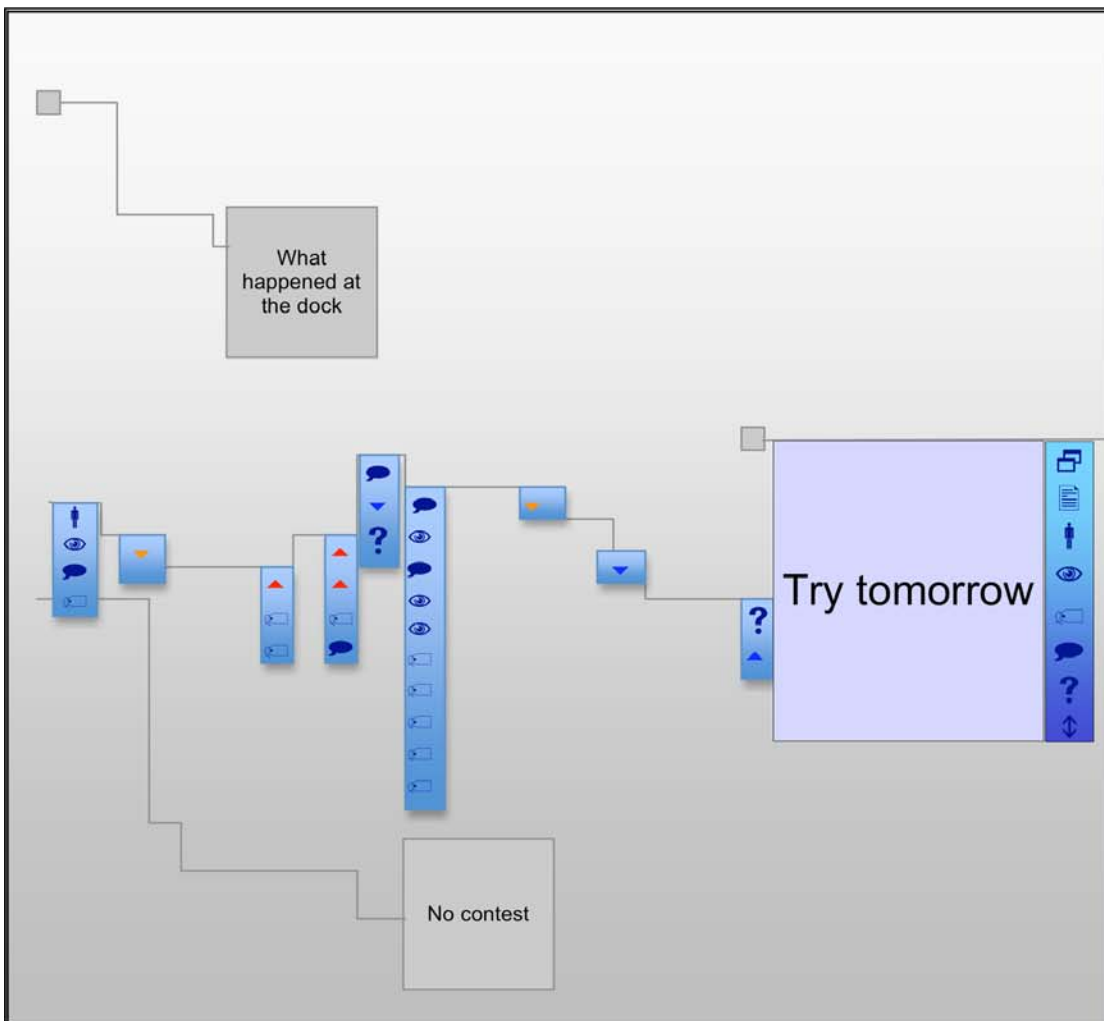 What
happened at
the dock
?
?
Try tomorrow
?
No contest